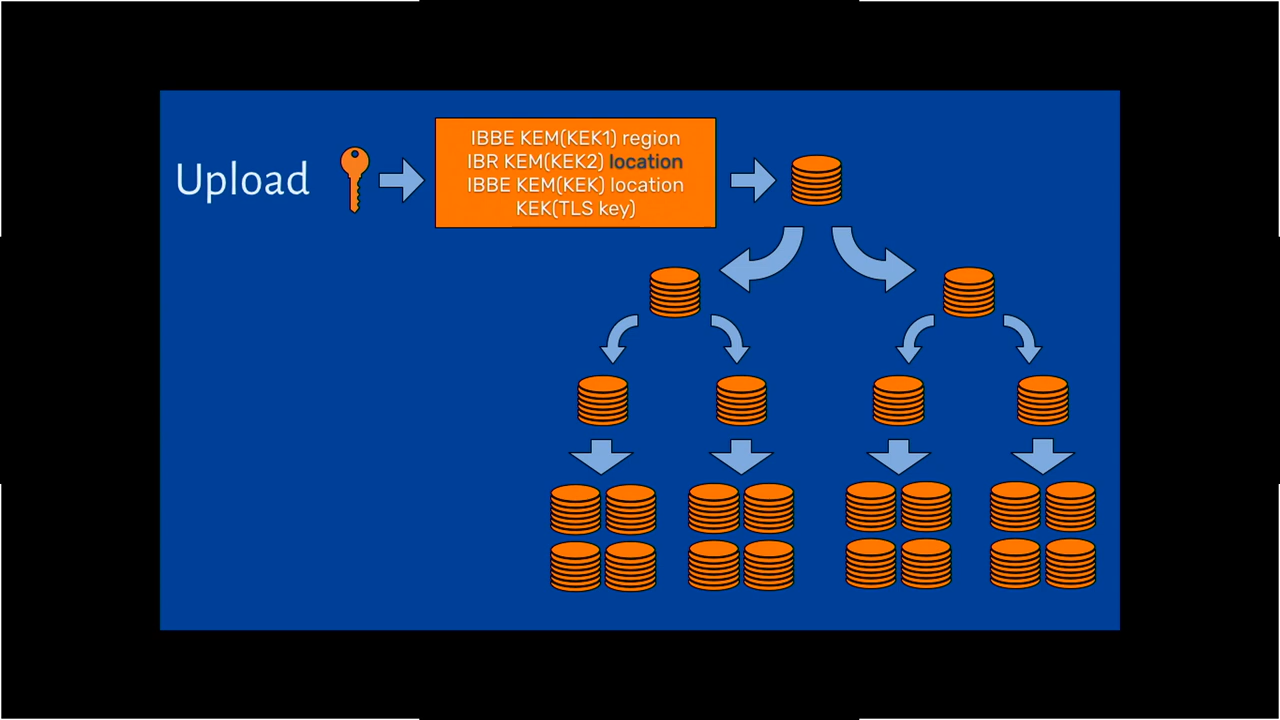 Upload
IBBE KEM(KEK1) region
IBR KEM(KEK2) location
IBBE KEM(KEK) location
KEK(TLS key)